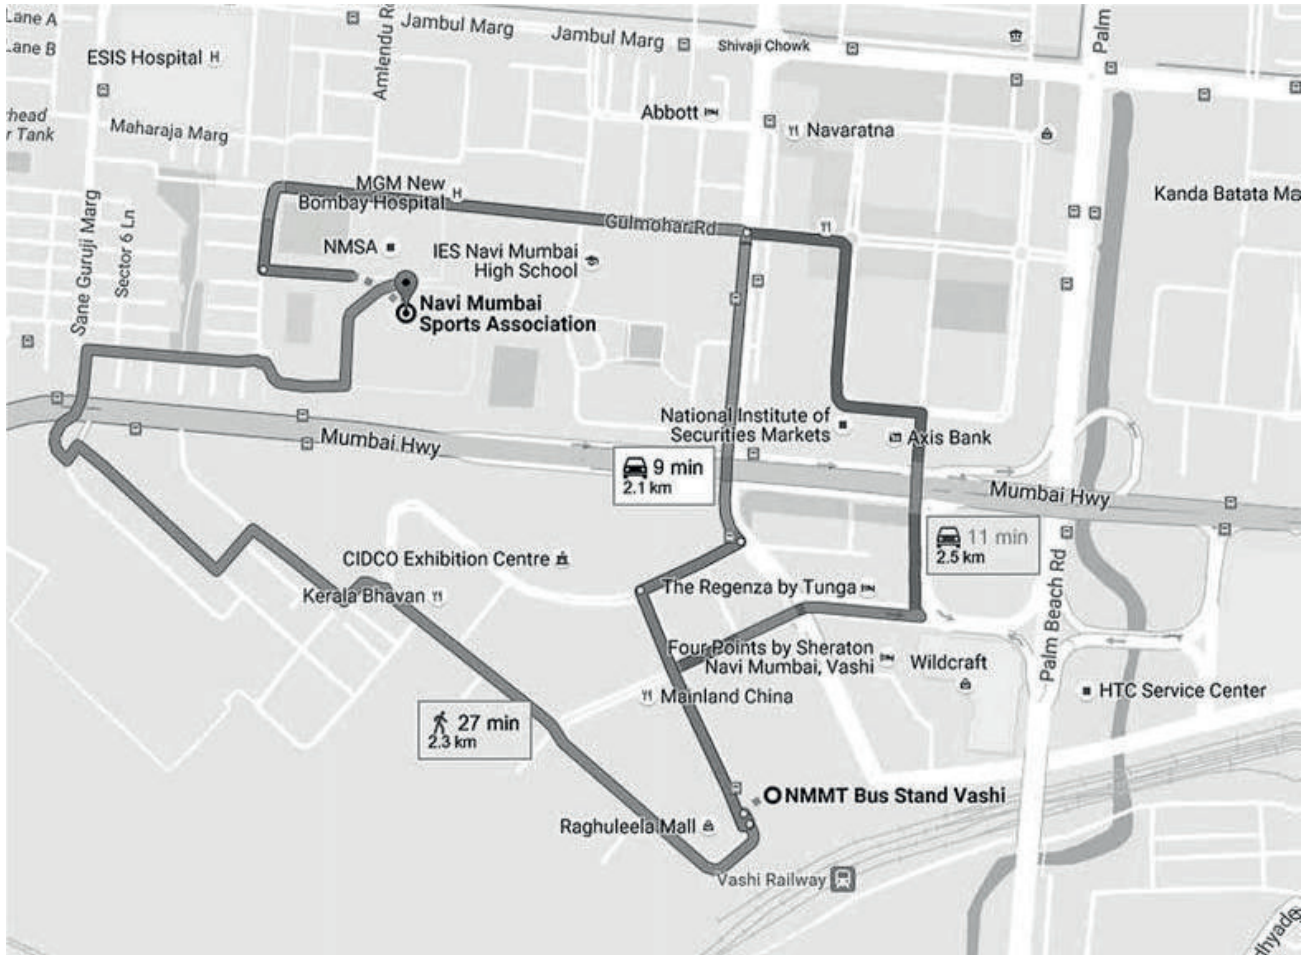 Lane A
Lane B
ESIS Hospital H
Amlendu Rd
Jambul Marg
Jambul Marg
Shivaji Chowk
Palm
Abbott
Maharaja Marg
rhead
r Tank
Navaratna
MGM New
Bombay Hospital
H
Kanda Batata Ma
Sane Guruji Marg
Sector 6 Ln
Gulmohar Rd
NMSA
IES Navi Mumbai
High School
Navi Mumbai
Sports Association
National Institute of
Securities Markets
Axis Bank
Mumbai Hwy
9 min
2.1 km
Mumbai Hwy
11 min
2.5 km
CIDCO Exhibition Centre
The Regenza by Tunga
Kerala Bhavan
Palm Beach Rd
Four Points by Sheraton
Navi Mumbai, Vashi
Wildcraft
HTC Service Center
Mainland China
27 min
2.3 km
NMMT Bus Stand Vashi
Raghuleela Mall
Vashi Railway